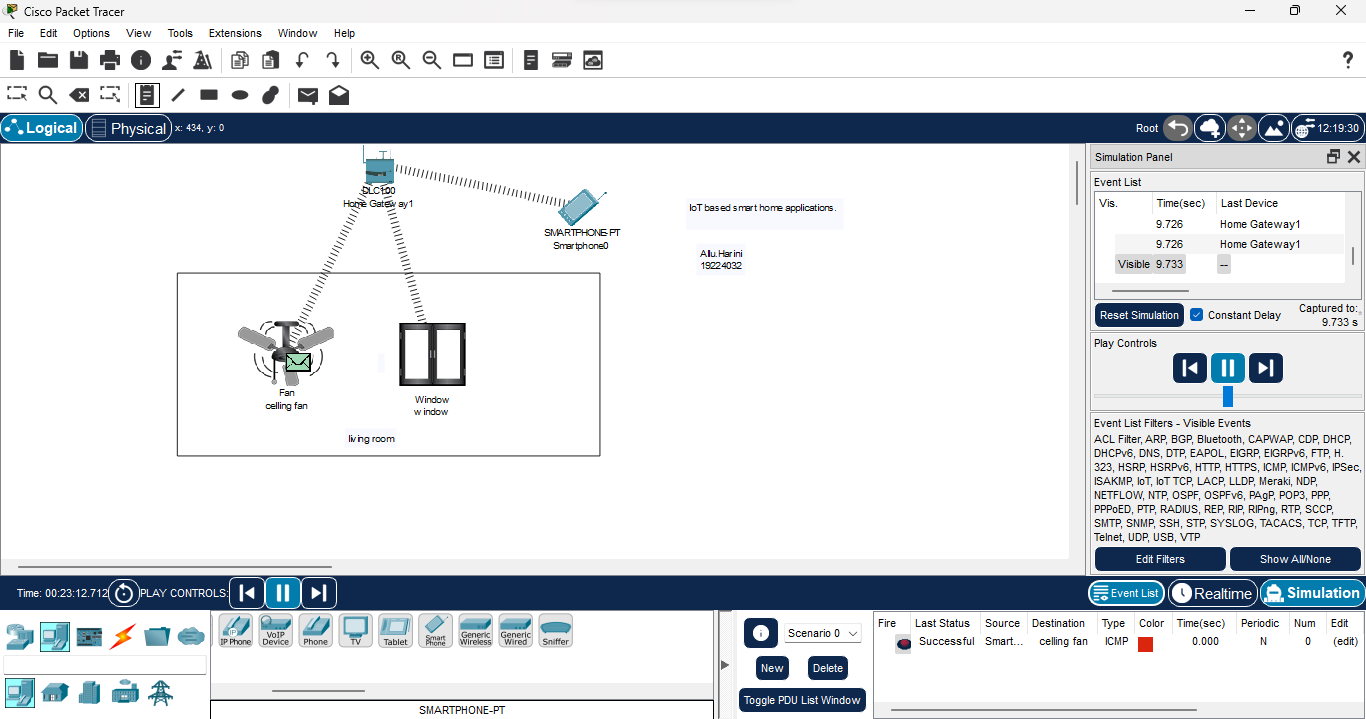 Cisco Packet Tracer
File Edit Options View Tools Extensions Window Help
?
Logical Physical x: 434, y: 0
Root 12:19:30
DLC100
Home Gateway1
SMARTPHONE-PT
Smartphone0
IoT based smart home applications.
Allu.Harini
19224032
Fan
celling fan
Window
window
living room
Simulation Panel
Event List
Vis. Time(sec) Last Device
9.726 Home Gateway1
9.726 Home Gateway1
Visible 9.733 --
Reset Simulation Constant Delay Captured to:
9.733 s
Play Controls
Event List Filters - Visible Events
ACL Filter, ARP, BGP, Bluetooth, CAPWAP, CDP, DHCP,
DHCPv6, DNS, DTP, EAPOL, EIGRP, EIGRPv6, FTP, H.
323, HSRP, HSRPv6, HTTP, HTTPS, ICMP, ICMPv6, IPSec,
ISAKMP, IoT, IoT TCP, LACP, LLDP, Meraki, NDP,
NETFLOW, NTP, OSPF, OSPFv6, PAgP, POP3, PPP,
PPPoED, PTP, RADIUS, REP, RIP, RIPng, RTP, SCCP,
SMTP, SNMP, SSH, STP, SYSLOG, TACACS, TCP, TFTP,
Telnet, UDP, USB, VTP
Edit Filters Show All/None
Time: 00:23:12.712 PLAY CONTROLS:
Event List Realtime Simulation
IP Phone VoIP Device Phone TV Tablet Smart Phone Generic Wireless Generic Wired Sniffer
SMARTPHONE-PT
Scenario 0
New Delete
Toggle PDU List Window
Fire Last Status Source Destination Type Color Time(sec) Periodic Num Edit
Successful Smart... celling fan ICMP 0.000 N 0 (edit)